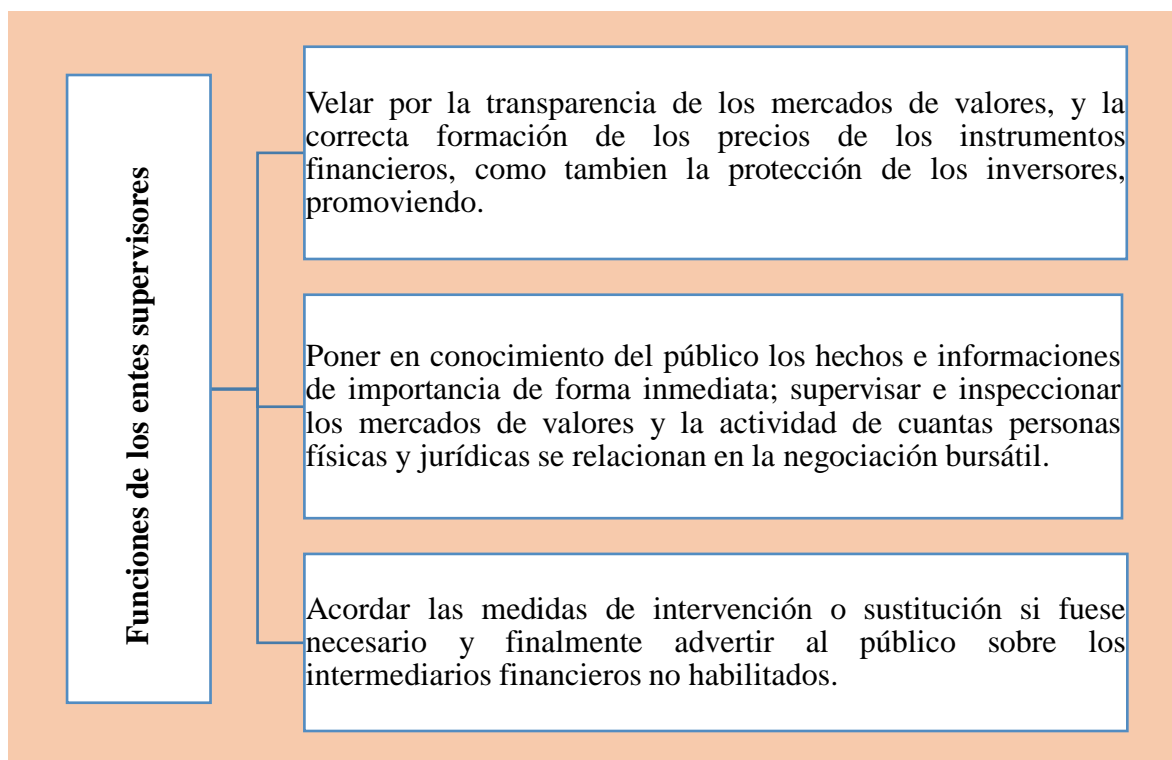 Funciones de los entes supervisores
Velar por la transparencia de los mercados de valores, y la
correcta formación de los precios de los instrumentos
financieros, como tambien la protección de los inversores,
promoviendo.
Poner en conocimiento del público los hechos e informaciones
de importancia de forma inmediata; supervisar e inspeccionar
los mercados de valores y la actividad de cuantas personas
físicas y jurídicas se relacionan en la negociación bursátil.
Acordar las medidas de intervención o sustitución si fuese
necesario y finalmente advertir al público sobre los
intermediarios financieros no habilitados.